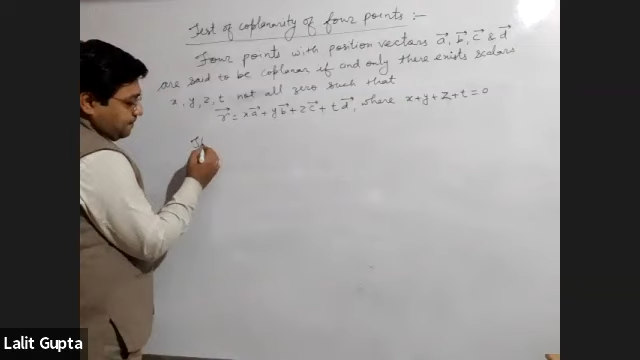 Test of coplanarity of four points :-
Four points with position vectors a⃗, b⃗, c⃗ & d⃗
are said to be coplanar if and only there exists scalars
x, y, z, t not all zero such that
r⃗ = xa⃗ + yb⃗ + zc⃗ + td⃗, where x+y+z+t=0
Lalit Gupta